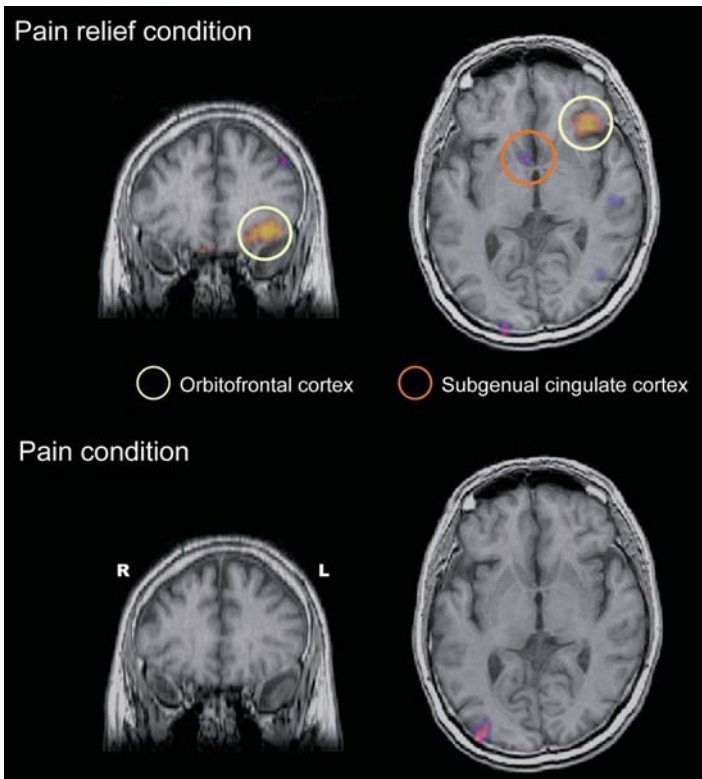 Pain relief condition
Orbitofrontal cortex
Subgenual cingulate cortex
Pain condition
R
L